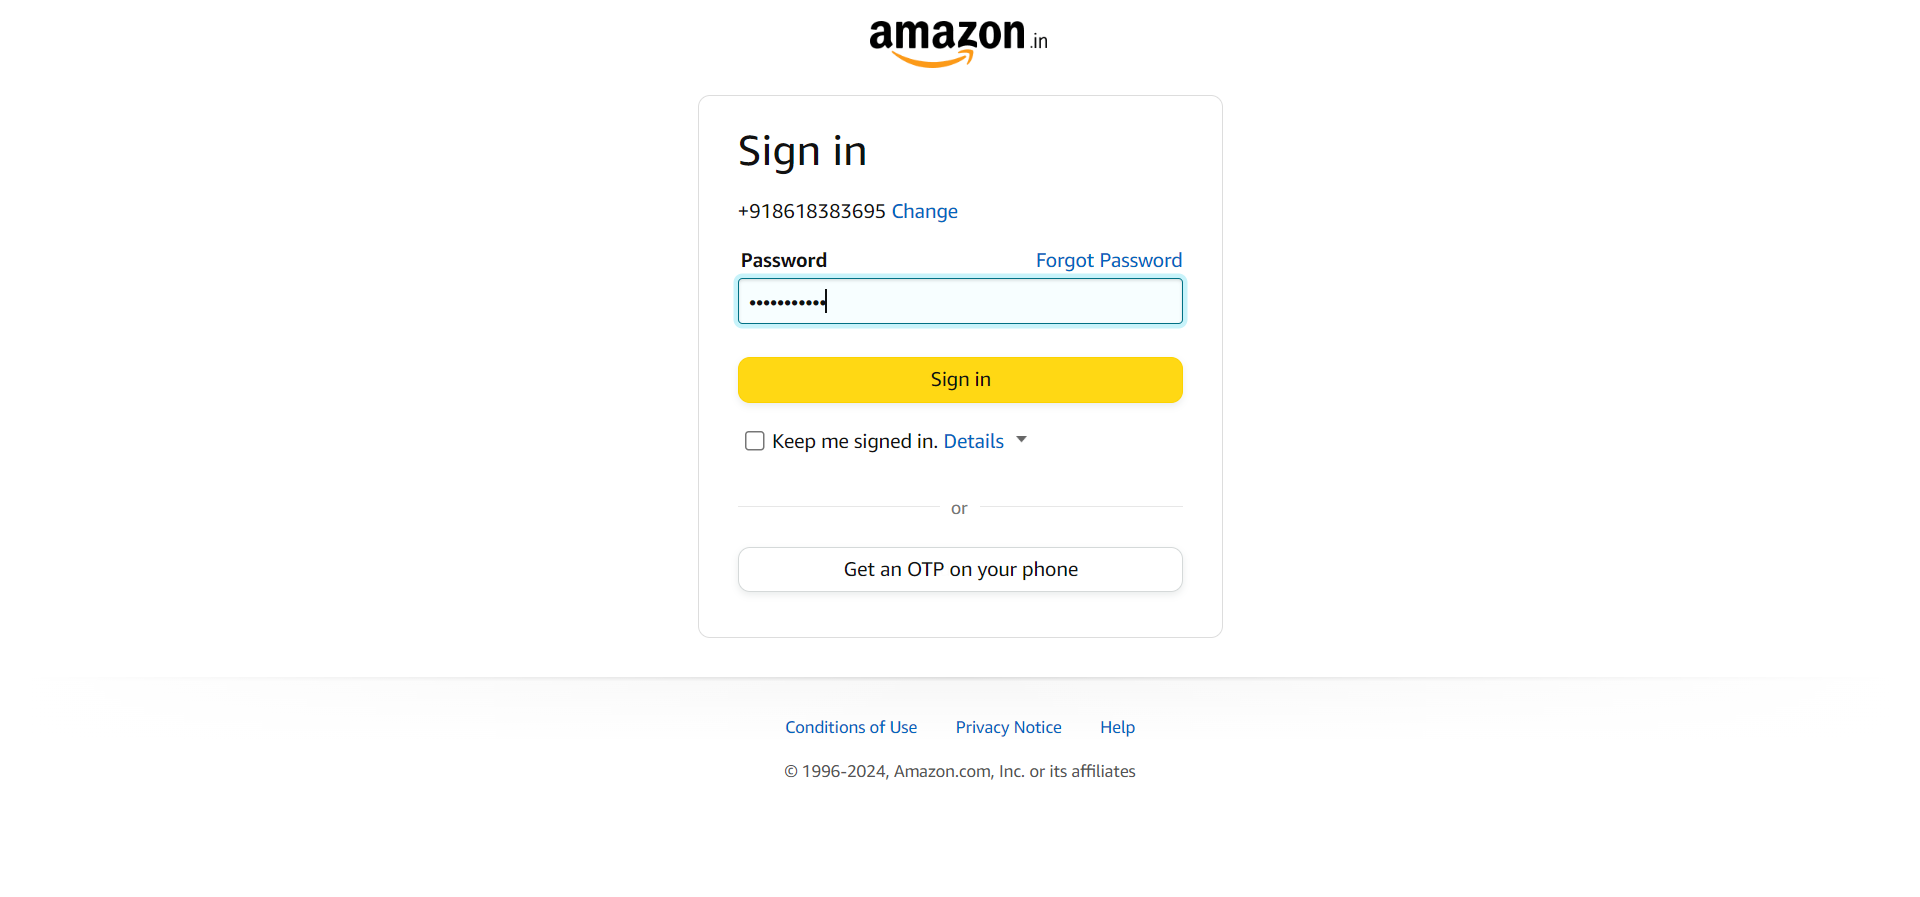 amazon.in
Sign in
+918618383695 Change
Password Forgot Password
•••••••••••
Sign in
Keep me signed in. Details
or
Get an OTP on your phone
Conditions of Use Privacy Notice Help
© 1996-2024, Amazon.com, Inc. or its affiliates